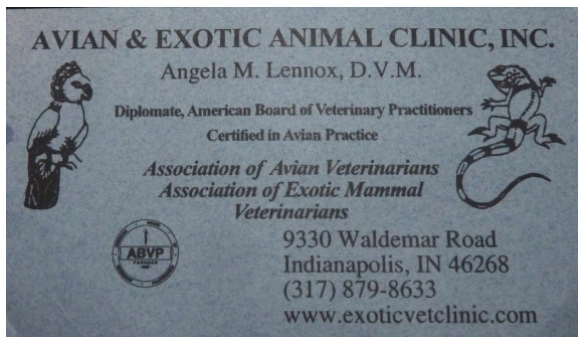 AVIAN & EXOTIC ANIMAL CLINIC, INC.
Angela M. Lennox, D.V.M.
Diplomate, American Board of Veterinary Practitioners
Certified in Avian Practice
Association of Avian Veterinarians
Association of Exotic Mammal
Veterinarians
ABVP
9330 Waldemar Road
Indianapolis, IN 46268
(317) 879-8633
www.exoticvetclinic.com